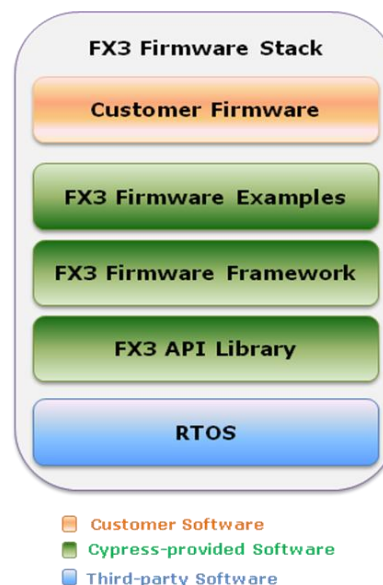 FX3 Firmware Stack
Customer Firmware
FX3 Firmware Examples
FX3 Firmware Framework
FX3 API Library
RTOS
Customer Software
Cypress-provided Software
Third-party Software